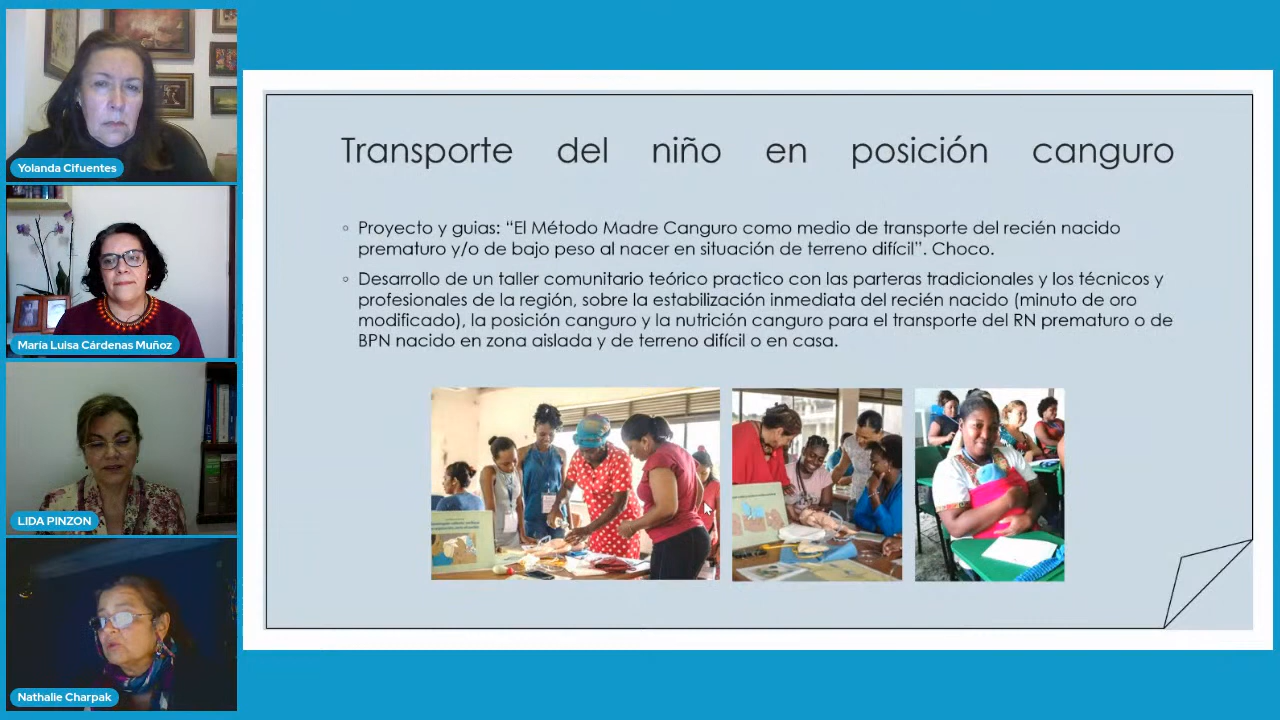 Yolanda Cifuentes
María Luisa Cárdenas Muñoz
LIDA PINZON
Nathalie Charpak
Transporte del niño en posición canguro
Proyecto y guias: “El Método Madre Canguro como medio de transporte del recién nacido
prematuro y/o de bajo peso al nacer en situación de terreno difícil”. Choco.
Desarrollo de un taller comunitario teórico practico con las parteras tradicionales y los técnicos y
profesionales de la región, sobre la estabilización inmediata del recién nacido (minuto de oro
modificado), la posición canguro y la nutrición canguro para el transporte del RN prematuro o de
BPN nacido en zona aislada y de terreno difícil o en casa.